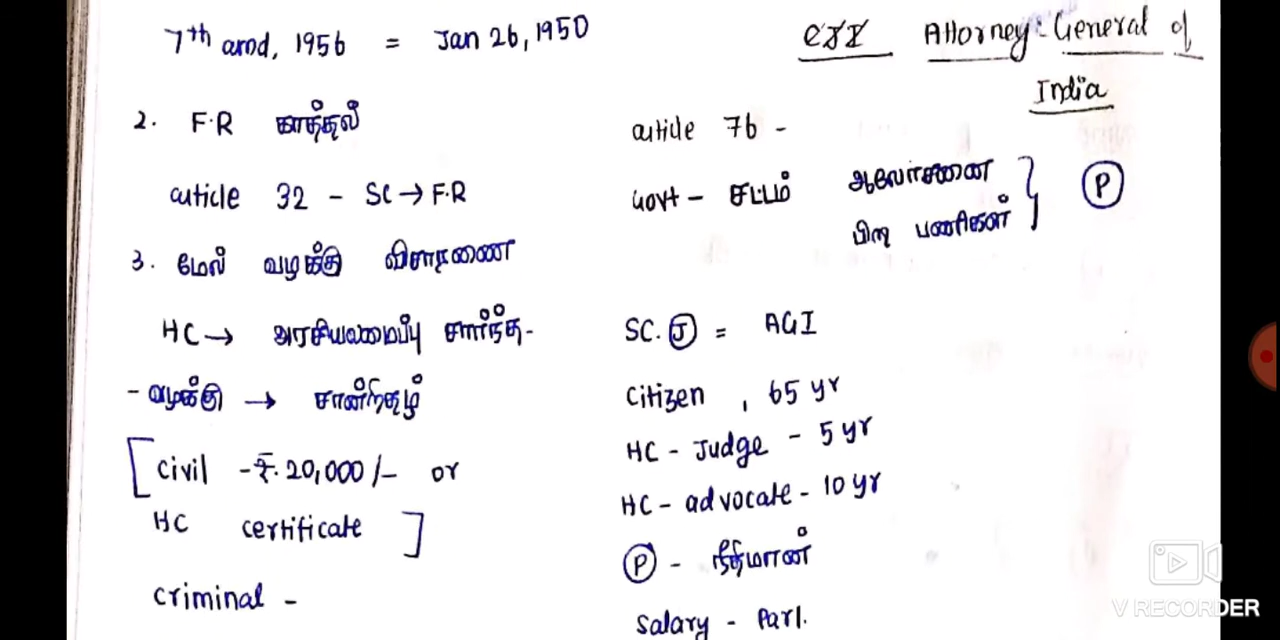 7th amd, 1956 = Jan 26, 1950
2. F.R காத்தல்
article 32 - SC → F.R
3. மேல் வழக்கு விசாரணை
HC → அரசியலமைப்பு சார்ந்த -
- வழக்கு → சான்றிதழ்
[civil - ₹. 20,000/- or
HC certificate]
criminal -
Attorney General of
India
article 76 -
Govt - சட்டம் ஆலோசனை
பிற பணிகள் } P
SC. J = AGI
citizen, 65 yr
HC - Judge - 5 yr
HC - advocate - 10 yr
P - நீதிமான்
Salary - Parl.
V RECORDER